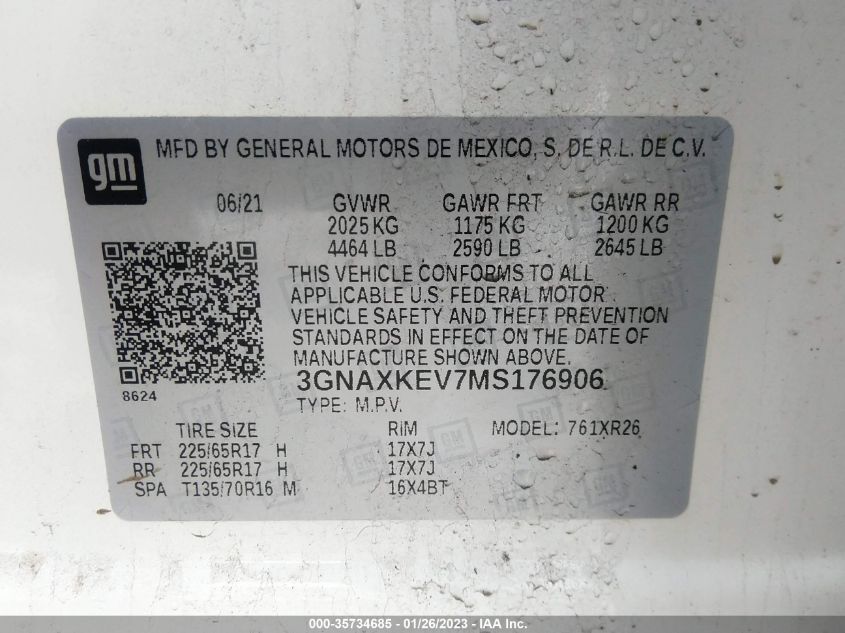 gm
MFD BY GENERAL MOTORS DE MEXICO, S. DE R.L. DE C.V.
06/21 GVWR GAWR FRT GAWR RR
2025 KG 1175 KG 1200 KG
4464 LB 2590 LB 2645 LB
THIS VEHICLE CONFORMS TO ALL
APPLICABLE U.S. FEDERAL MOTOR
VEHICLE SAFETY AND THEFT PREVENTION
STANDARDS IN EFFECT ON THE DATE OF
MANUFACTURE SHOWN ABOVE.
3GNAXKEV7MS176906
8624
TYPE: M.P.V.
TIRE SIZE RIM MODEL: 761XR26
FRT 225/65R17 H 17X7J
RR 225/65R17 H 17X7J
SPA T135/70R16 M 16X4BT
000-35734685 - 01/26/2023 - IAA Inc.